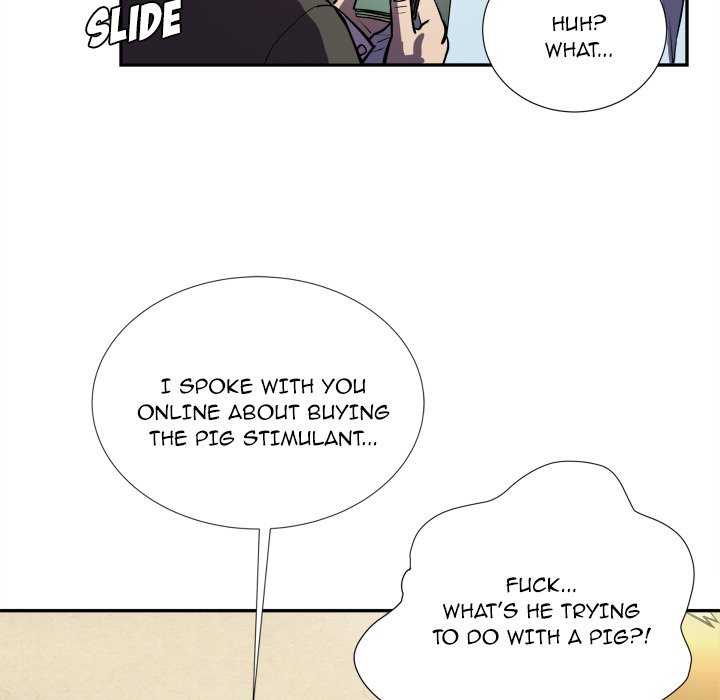 SLIDE
HUH?
WHAT...
I SPOKE WITH YOU
ONLINE ABOUT BUYING
THE PIG STIMULANT...
FUCK...
WHAT'S HE TRYING
TO DO WITH A PIG?!